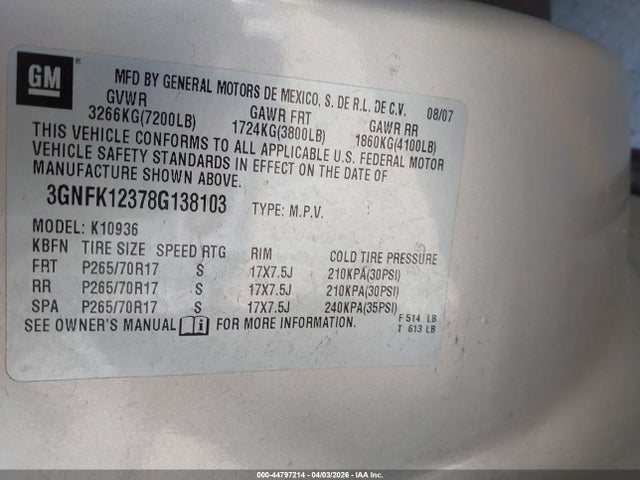 GM
MFD BY GENERAL MOTORS DE MEXICO, S. DE R.L. DE C.V. 08/07
GVWR GAWR FRT GAWR RR
3266KG(7200LB) 1724KG(3800LB) 1860KG(4100LB)
THIS VEHICLE CONFORMS TO ALL APPLICABLE U.S. FEDERAL MOTOR
VEHICLE SAFETY STANDARDS IN EFFECT ON THE DATE OF
MANUFACTURE SHOWN ABOVE.
3GNFK12378G138103 TYPE: M.P.V.
MODEL: K10936
KBFN TIRE SIZE SPEED RTG RIM COLD TIRE PRESSURE
FRT P265/70R17 S 17X7.5J 210KPA(30PSI)
RR P265/70R17 S 17X7.5J 210KPA(30PSI)
SPA P265/70R17 S 17X7.5J 240KPA(35PSI)
SEE OWNER'S MANUAL FOR MORE INFORMATION.
F 514 LB
T 613 LB
000-44797214 - 04/03/2026 - IAA Inc.